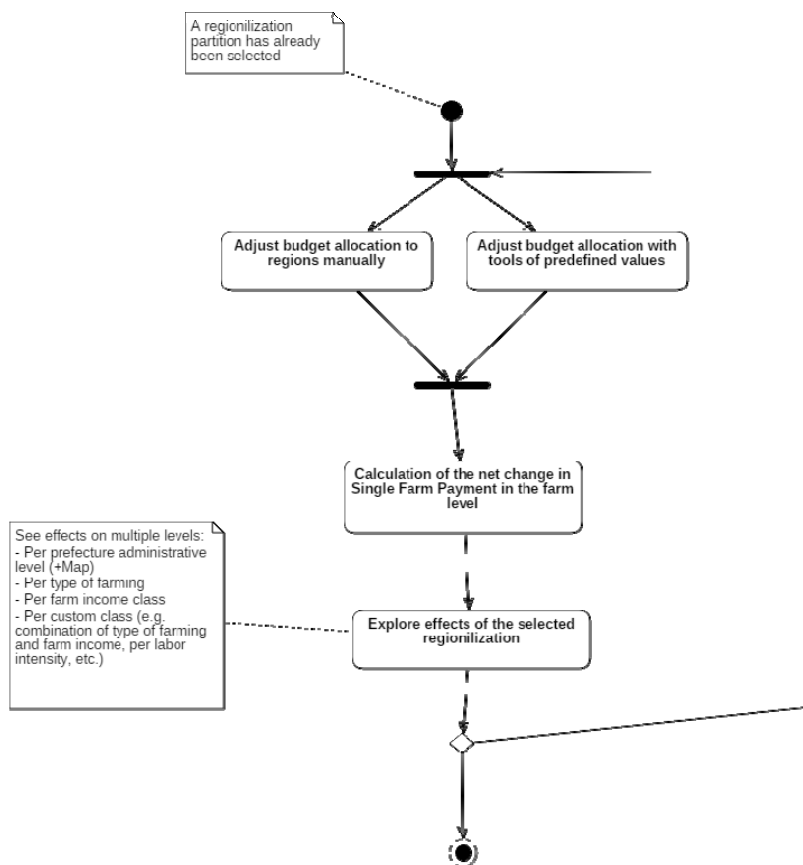 A regionilization
partition has already
been selected
Adjust budget allocation to
regions manually
Adjust budget allocation with
tools of predefined values
Calculation of the net change in
Single Farm Payment in the farm
level
See effects on multiple levels:
- Per prefecture administrative
level (+Map)
- Per type of farming
- Per farm income class
- Per custom class (e.g.
combination of type of farming
and farm income, per labor
intensity, etc.)
Explore effects of the selected
regionilization